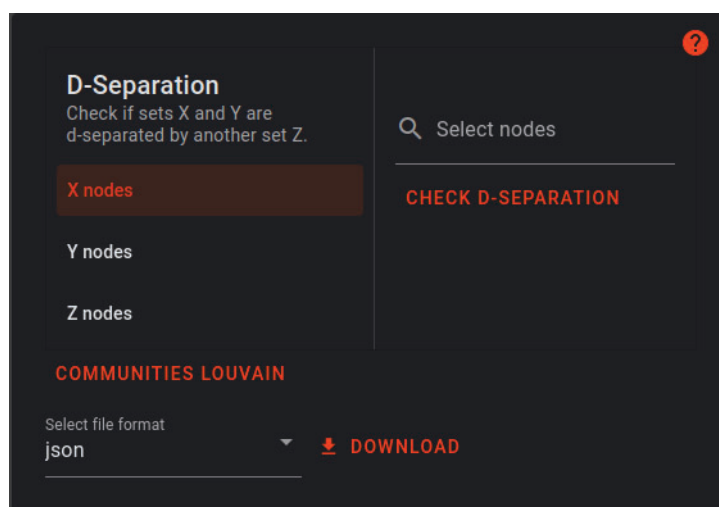 ?
D-Separation
Check if sets X and Y are
d-separated by another set Z.
X nodes
Y nodes
Z nodes
Select nodes
CHECK D-SEPARATION
COMMUNITIES LOUVAIN
Select file format
json
DOWNLOAD